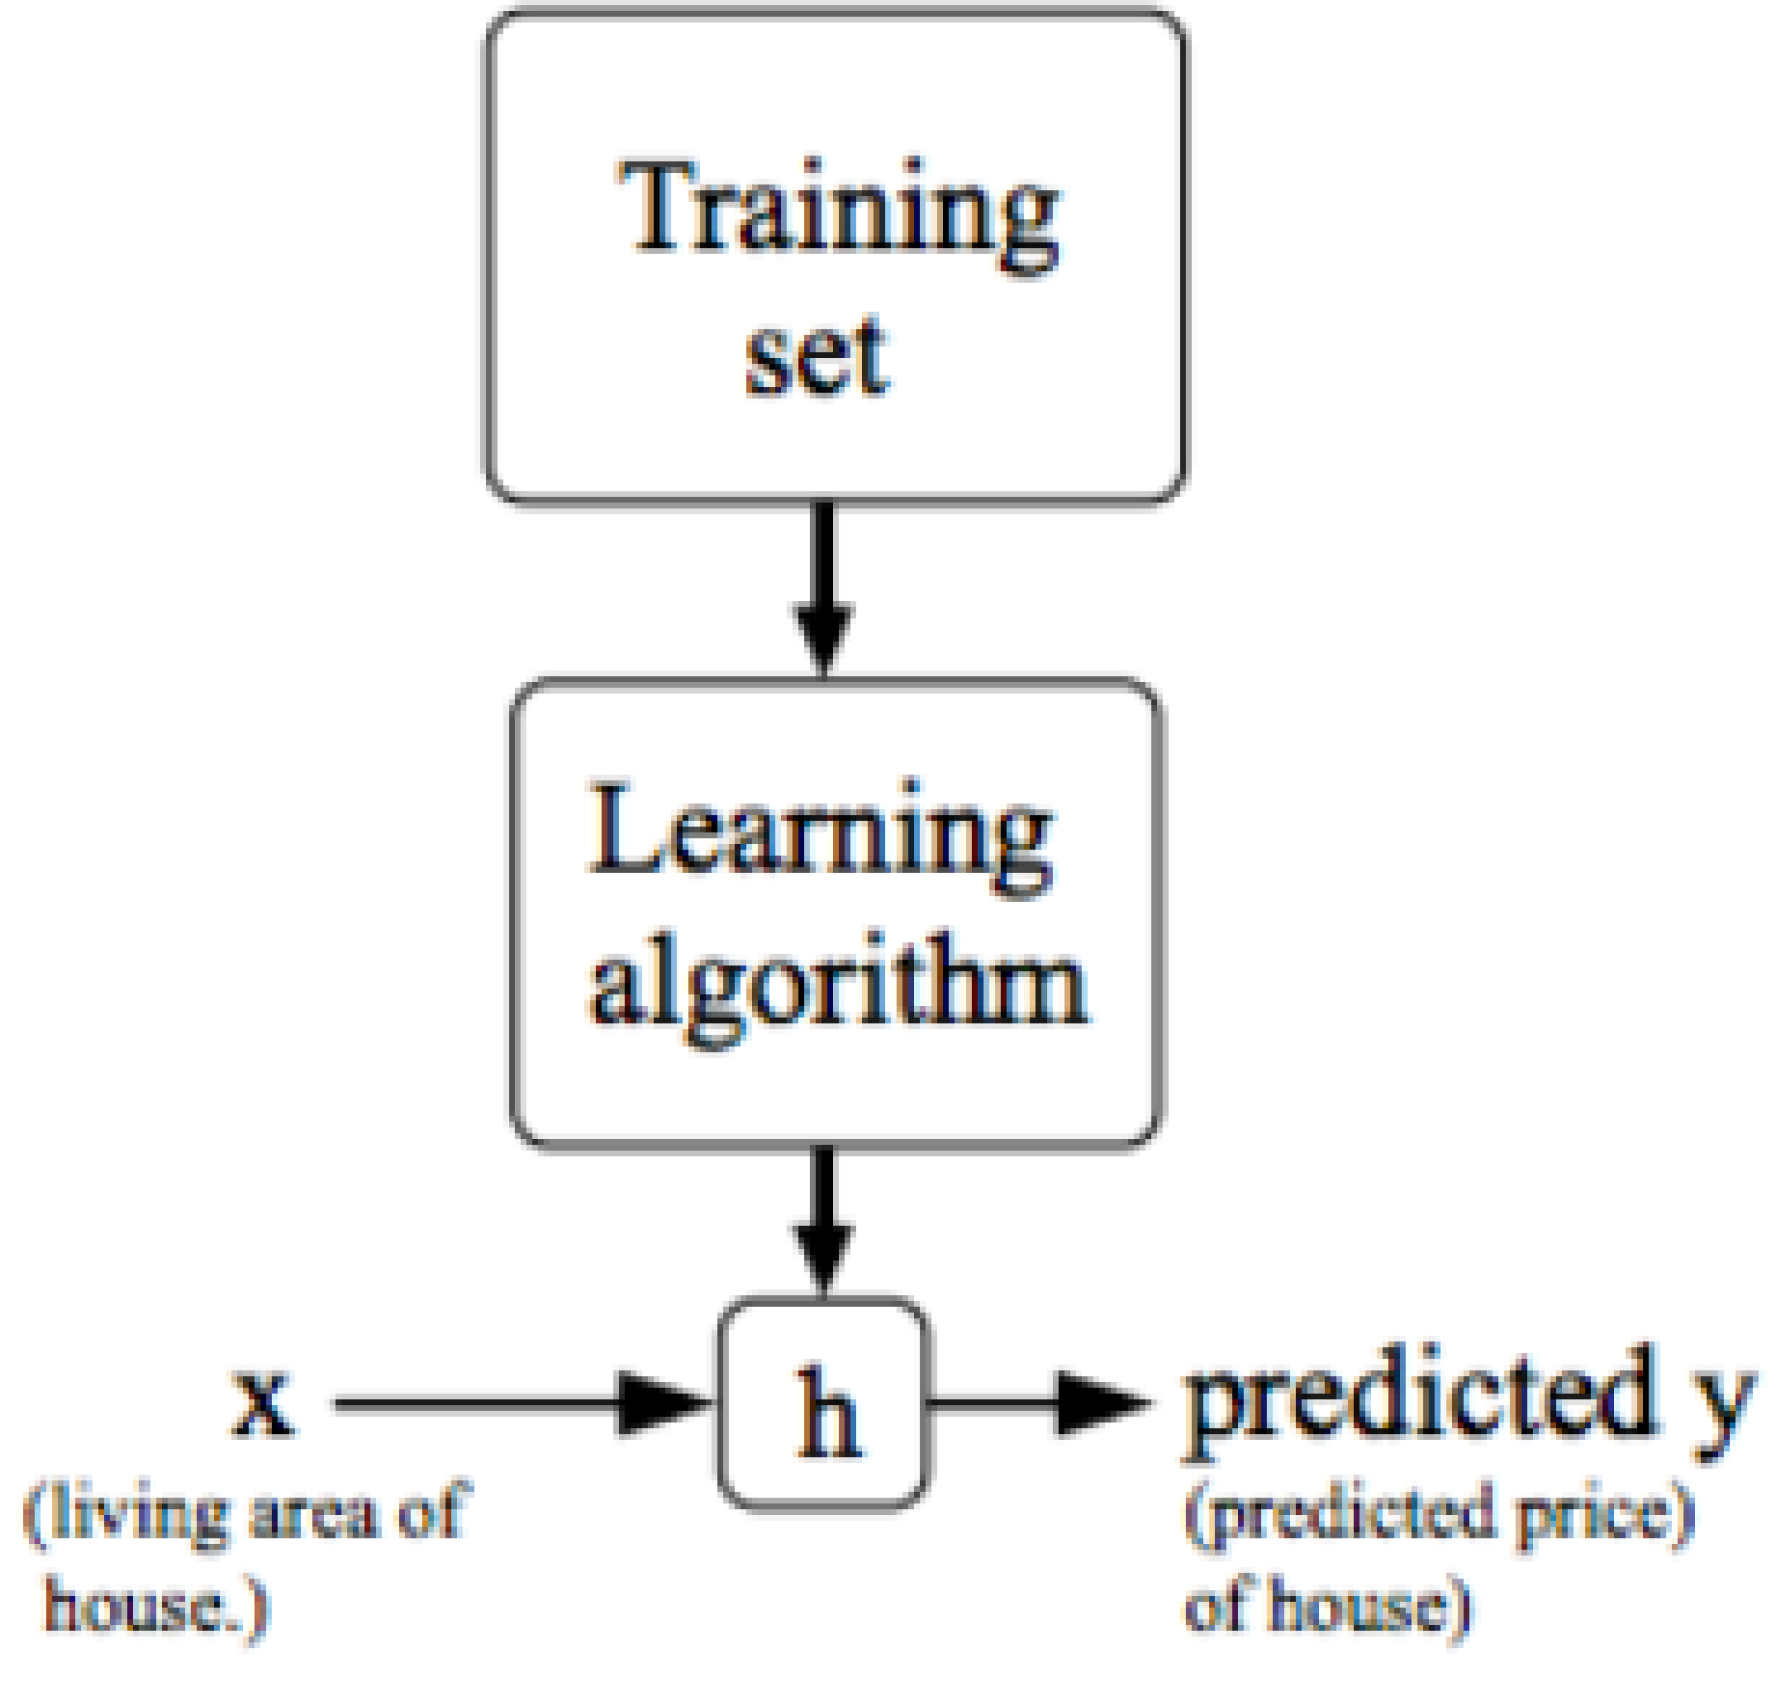 Training
set
Learning
algorithm
x
h
predicted y
(living area of
house.)
(predicted price)
of house)